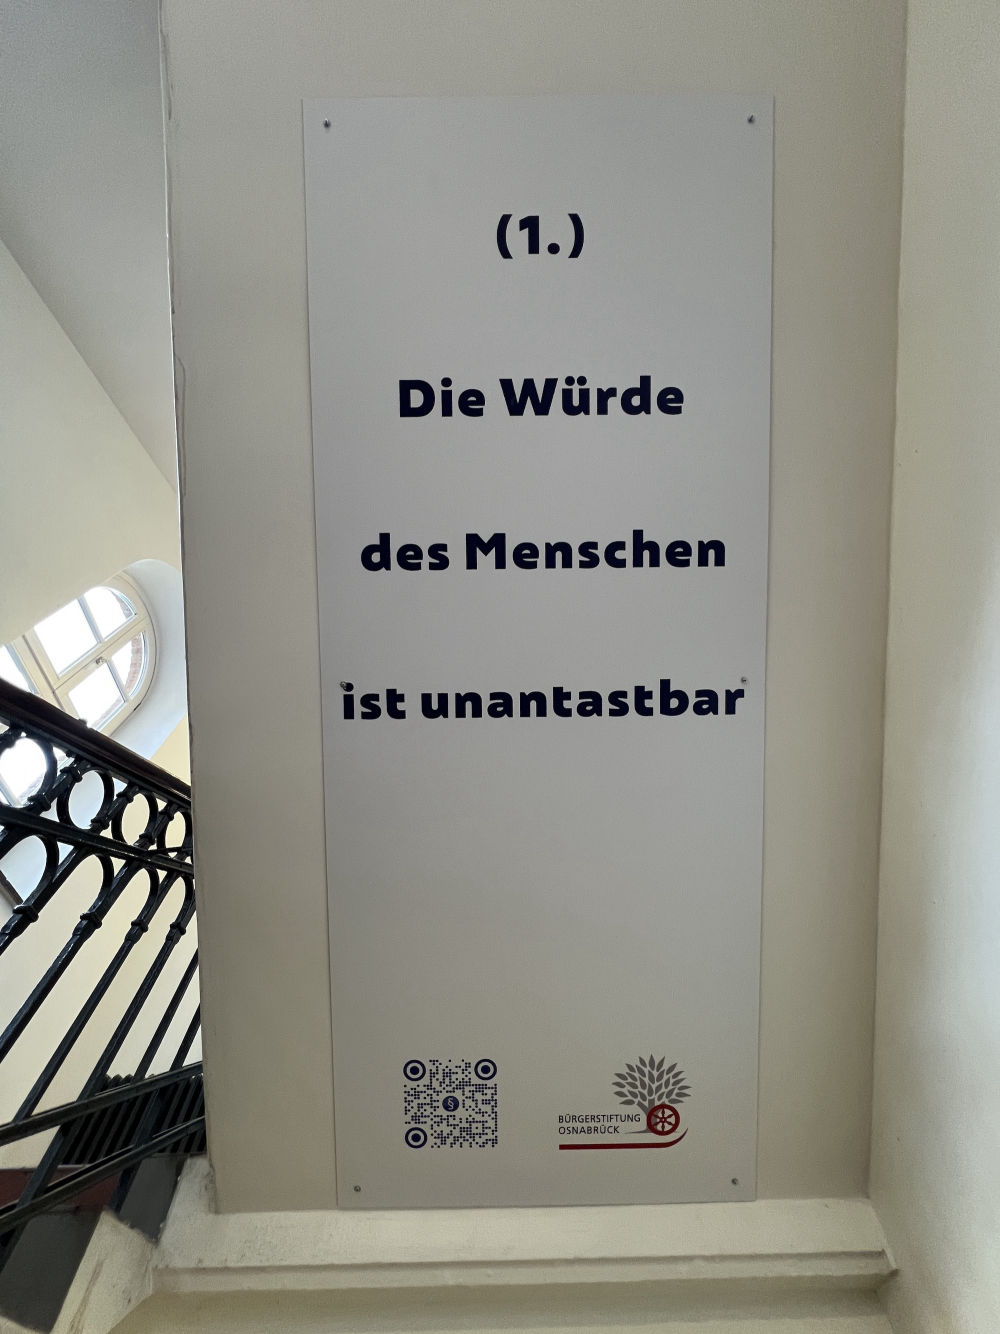 (1.)
Die Würde
des Menschen
ist unantastbar
§
BÜRGERSTIFTUNG
OSNABRÜCK